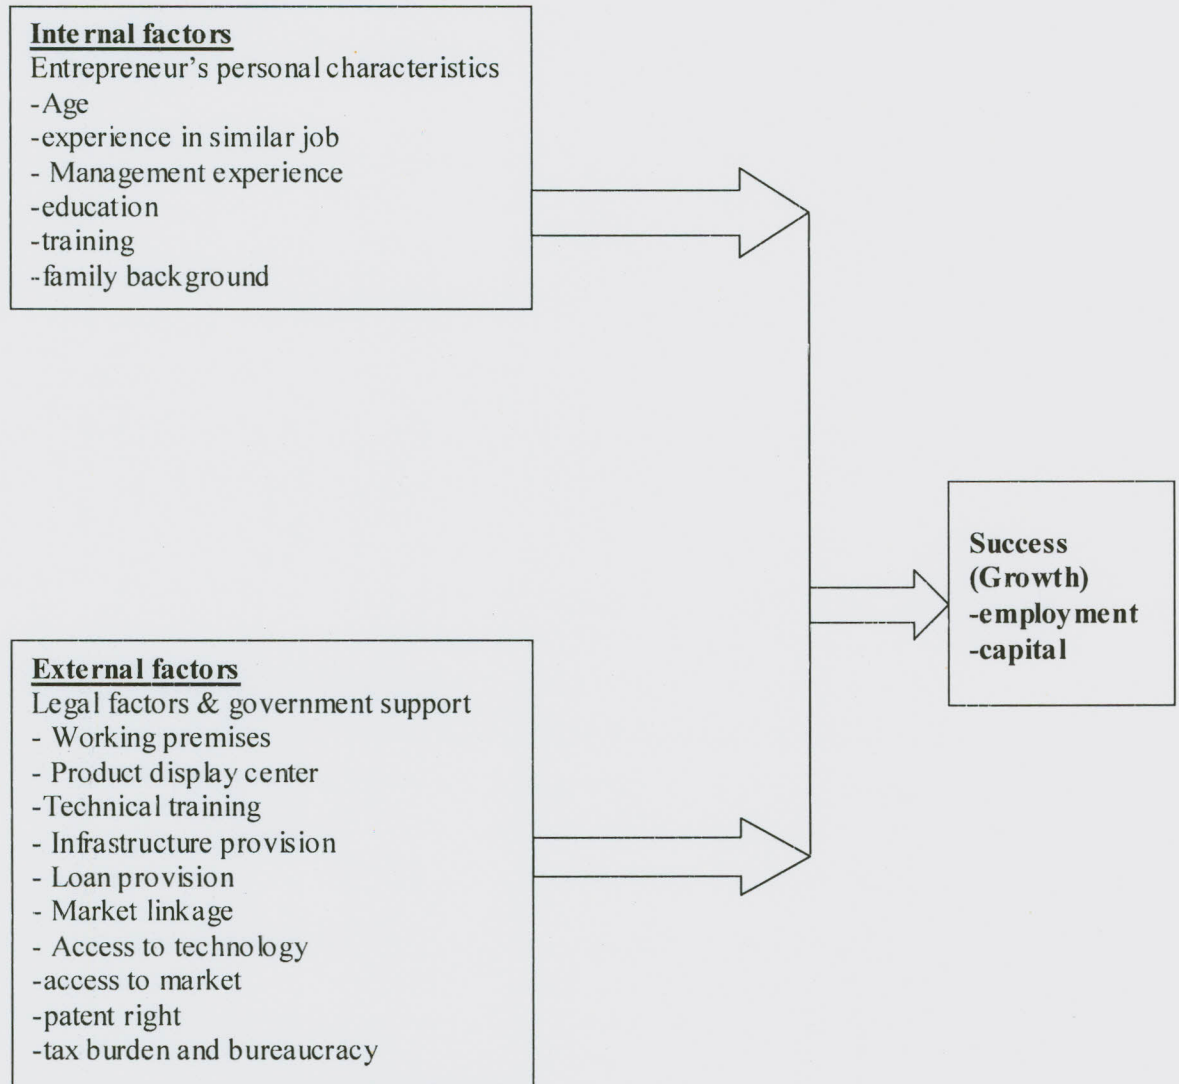 Internal factors
Entrepreneur's personal characteristics
-Age
-experience in similar job
- Management experience
-education
-training
-family background
Success
(Growth)
-employment
-capital
External factors
Legal factors & government support
- Working premises
- Product display center
-Technical training
- Infrastructure provision
- Loan provision
- Market linkage
- Access to technology
-access to market
-patent right
-tax burden and bureaucracy